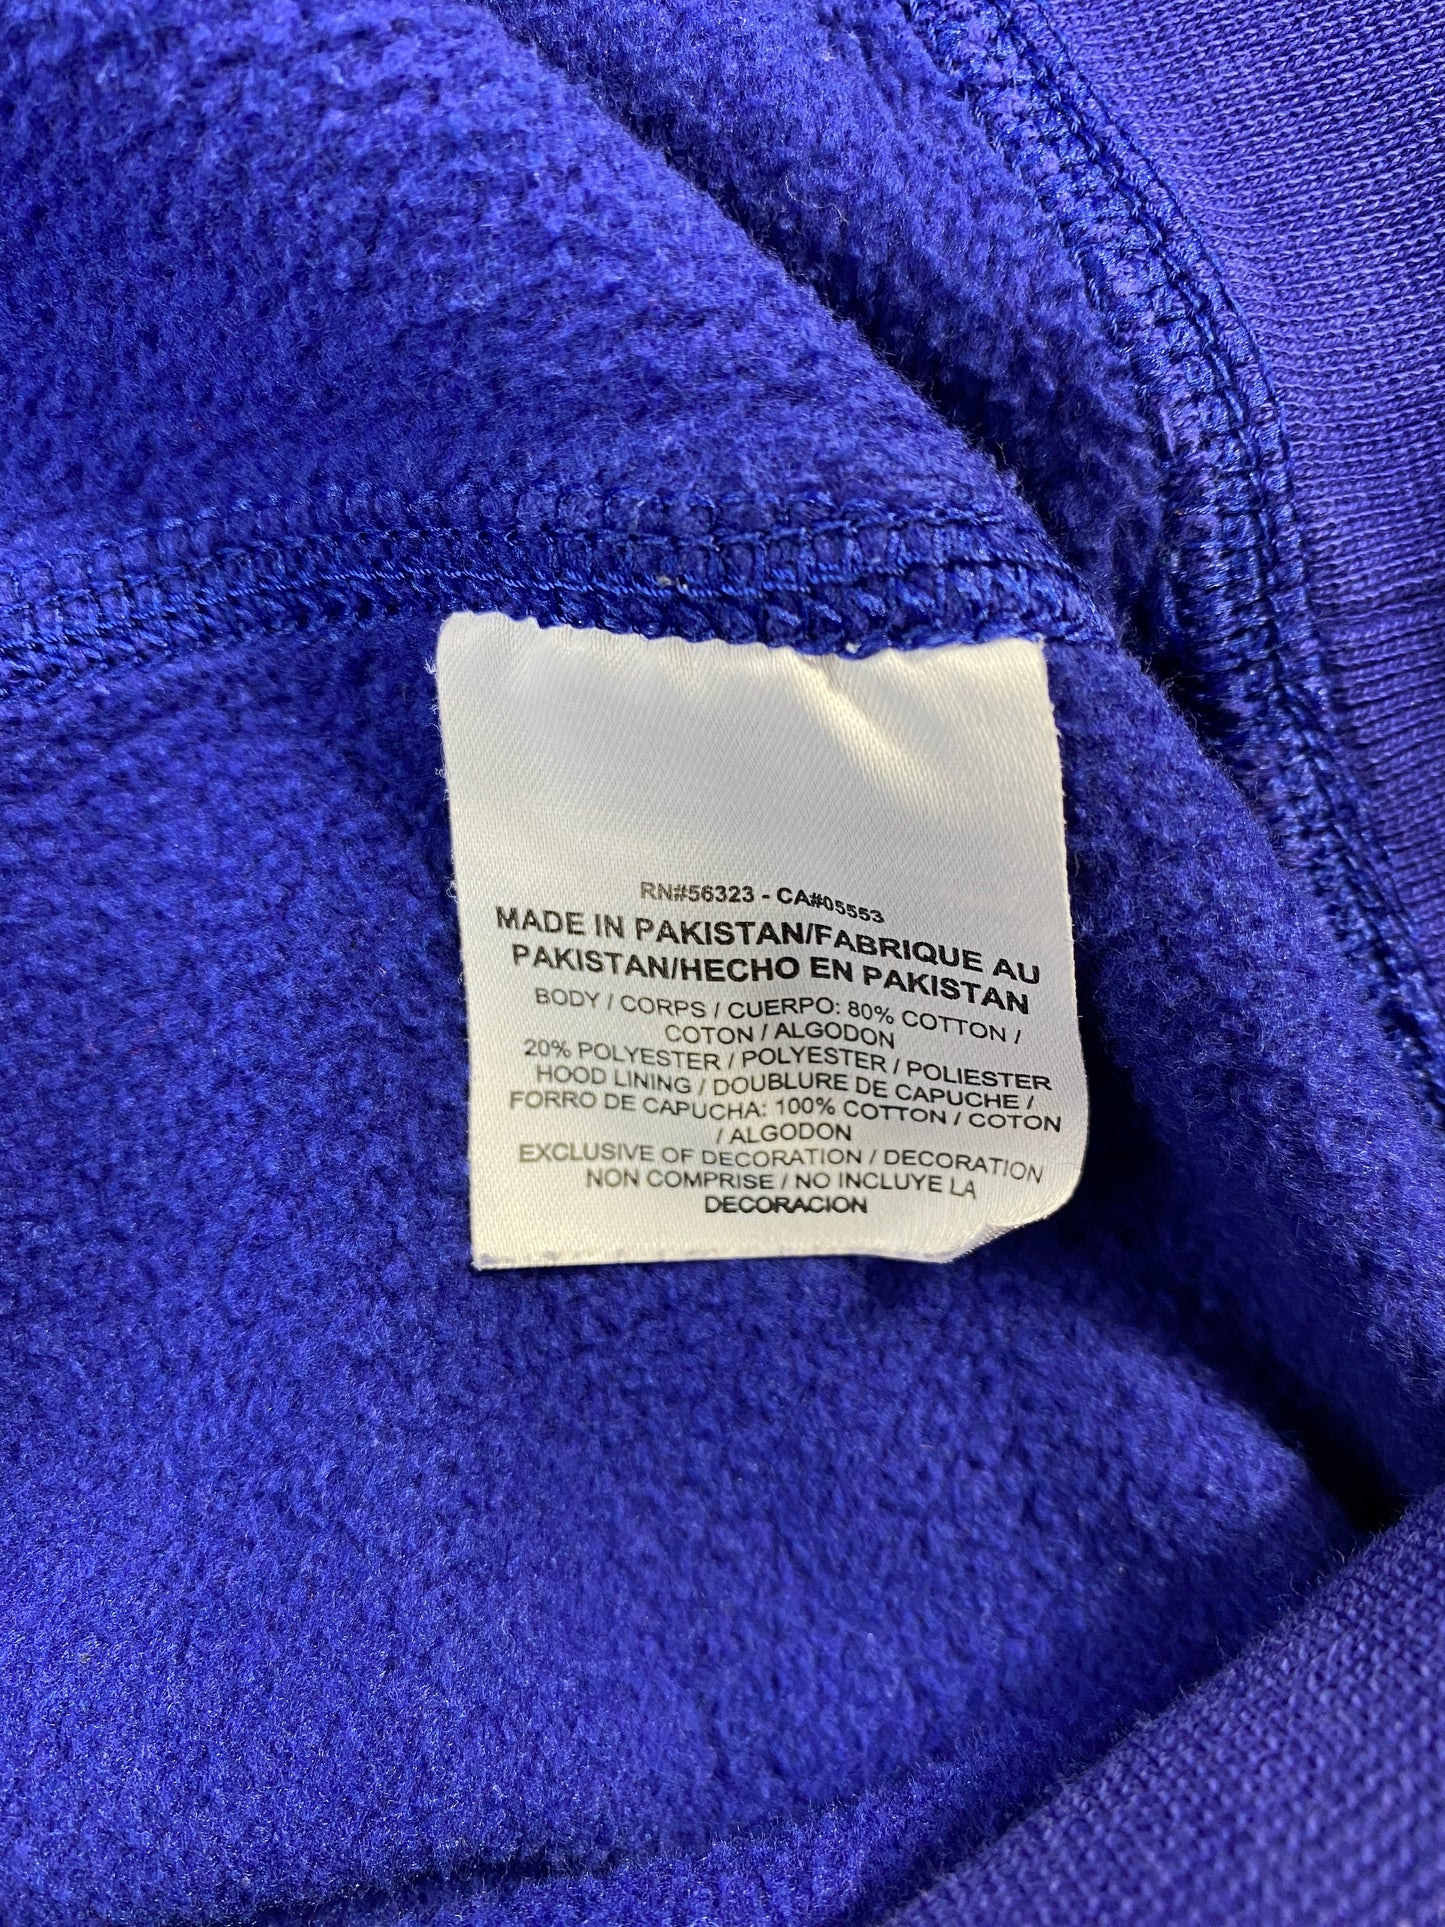 RN#56323 - CA#05553
MADE IN PAKISTAN/FABRIQUE AU
PAKISTAN/HECHO EN PAKISTAN
BODY / CORPS / CUERPO: 80% COTTON /
COTON / ALGODON
20% POLYESTER / POLYESTER / POLIESTER
HOOD LINING / DOUBLURE DE CAPUCHE /
FORRO DE CAPUCHA: 100% COTTON / COTON
/ ALGODON
EXCLUSIVE OF DECORATION / DECORATION
NON COMPRISE / NO INCLUYE LA
DECORACION